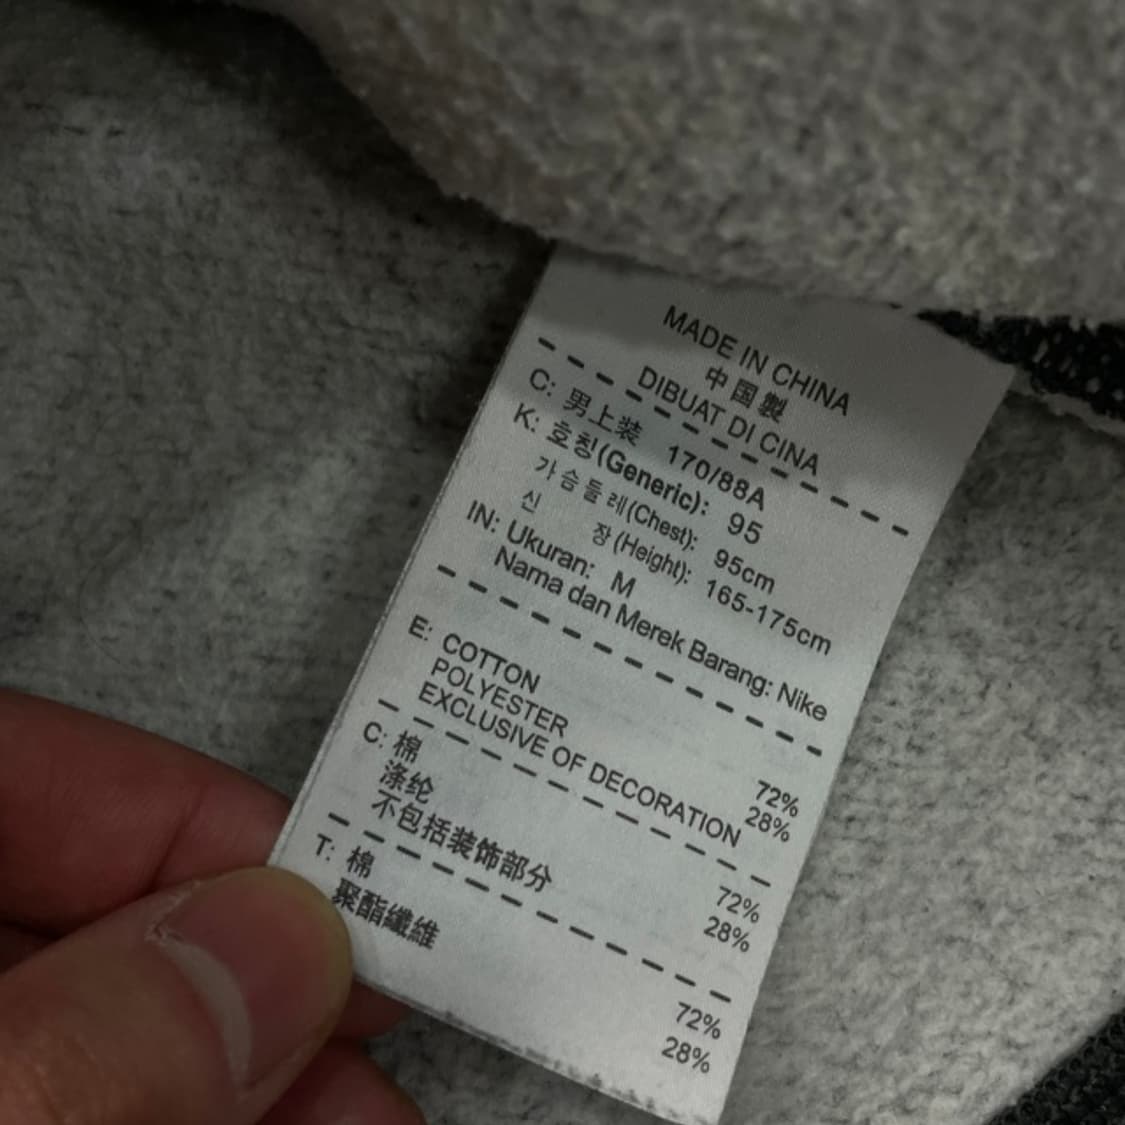 MADE IN CHINA
中国製
DIBUAT DI CINA
C: 男上装 170/88A
K: 호칭(Generic): 95
가슴둘레(Chest): 95cm
신 장(Height): 165-175cm
IN: Ukuran: M
Nama dan Merek Barang: Nike
E: COTTON 72%
POLYESTER 28%
EXCLUSIVE OF DECORATION
C: 棉 72%
涤纶 28%
不包括装饰部分
T: 棉 72%
聚酯纖維 28%